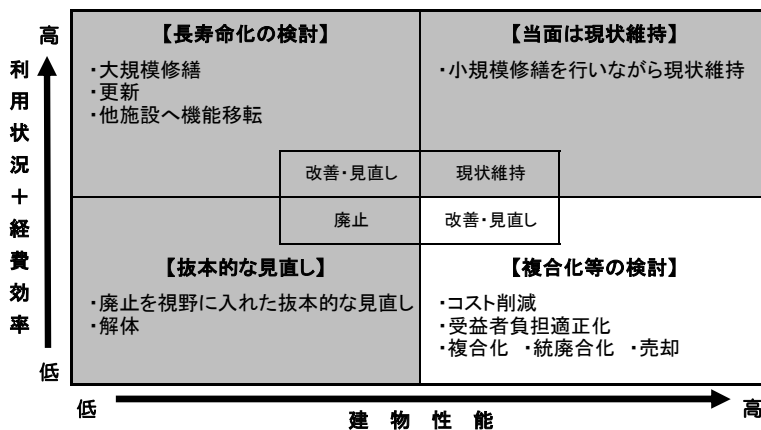 高
利用状況＋経費効率
低
【長寿命化の検討】
・大規模修繕
・更新
・他施設へ機能移転
【当面は現状維持】
・小規模修繕を行いながら現状維持
改善・見直し
現状維持
廃止
改善・見直し
【抜本的な見直し】
・廃止を視野に入れた抜本的な見直し
・解体
【複合化等の検討】
・コスト削減
・受益者負担適正化
・複合化 ・統廃合化 ・売却
低
建物性能
高